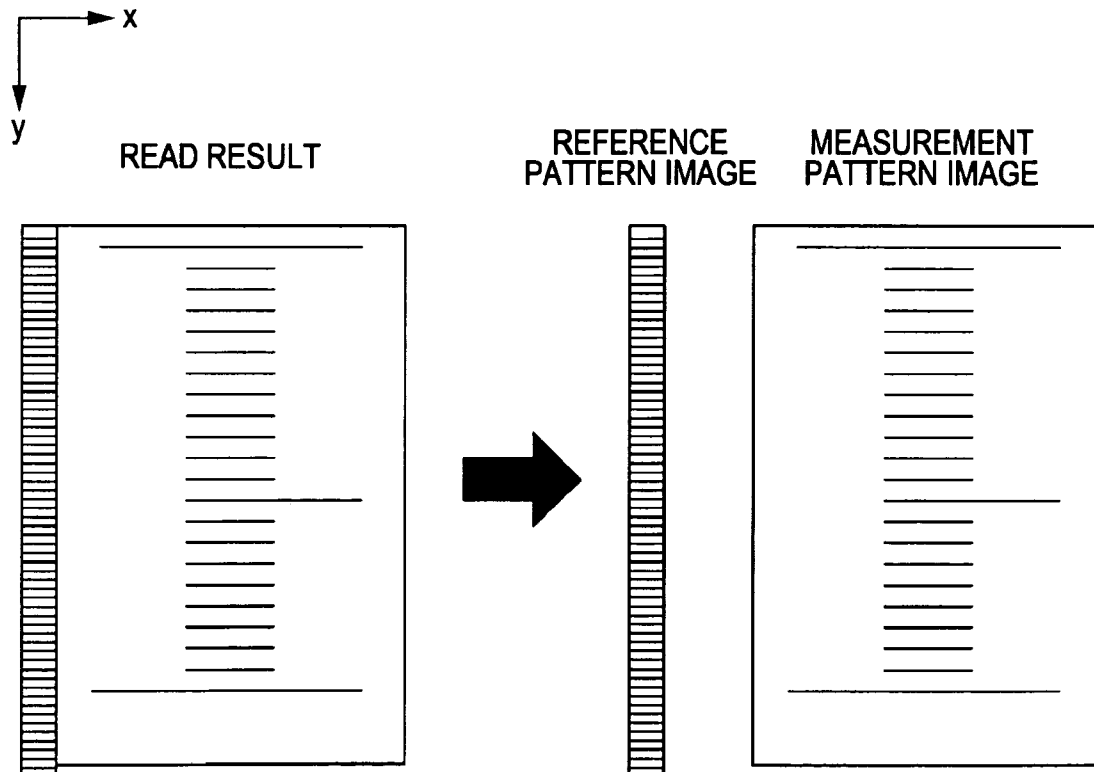 x
y
READ RESULT
REFERENCE
PATTERN IMAGE
MEASUREMENT
PATTERN IMAGE